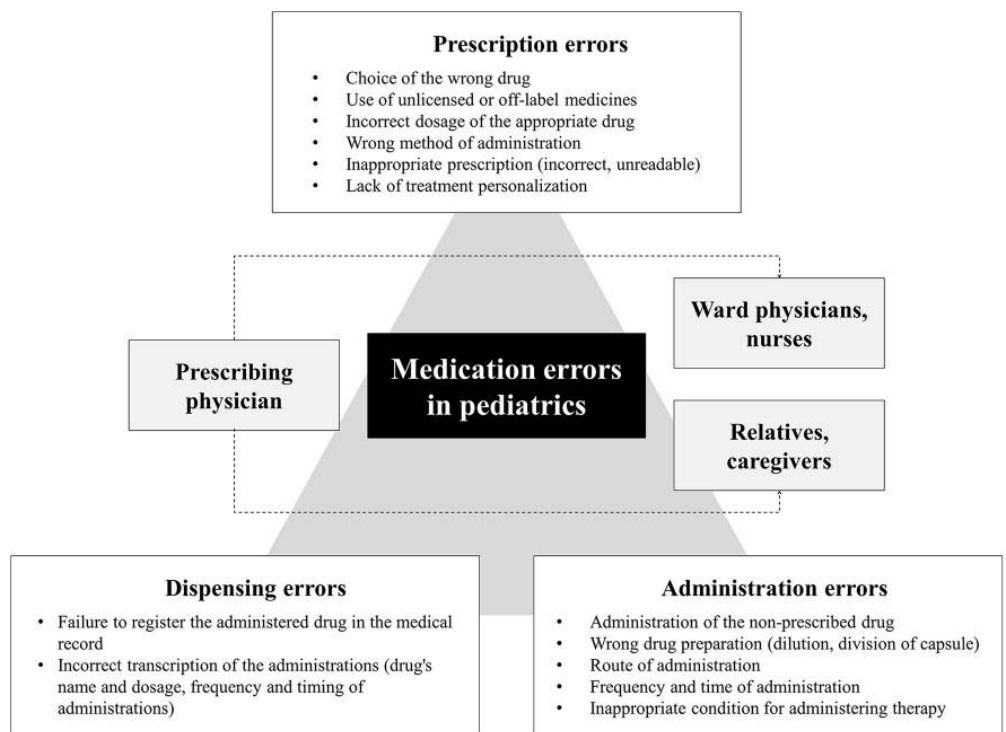 Prescription errors
• Choice of the wrong drug
• Use of unlicensed or off-label medicines
• Incorrect dosage of the appropriate drug
• Wrong method of administration
• Inappropriate prescription (incorrect, unreadable)
• Lack of treatment personalization
Prescribing
physician
Medication errors
in pediatrics
Ward physicians,
nurses
Relatives,
caregivers
Dispensing errors
• Failure to register the administered drug in the medical
record
• Incorrect transcription of the administrations (drug's
name and dosage, frequency and timing of
administrations)
Administration errors
• Administration of the non-prescribed drug
• Wrong drug preparation (dilution, division of capsule)
• Route of administration
• Frequency and time of administration
• Inappropriate condition for administering therapy